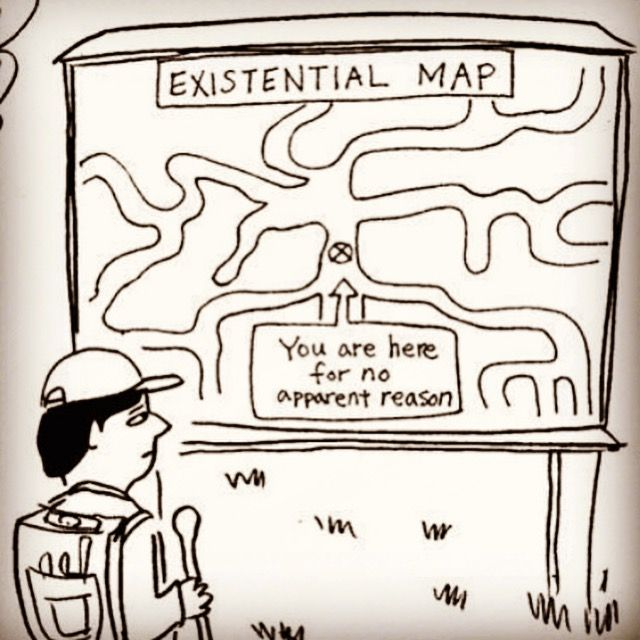 EXISTENTIAL MAP
You are here
for no
apparent reason